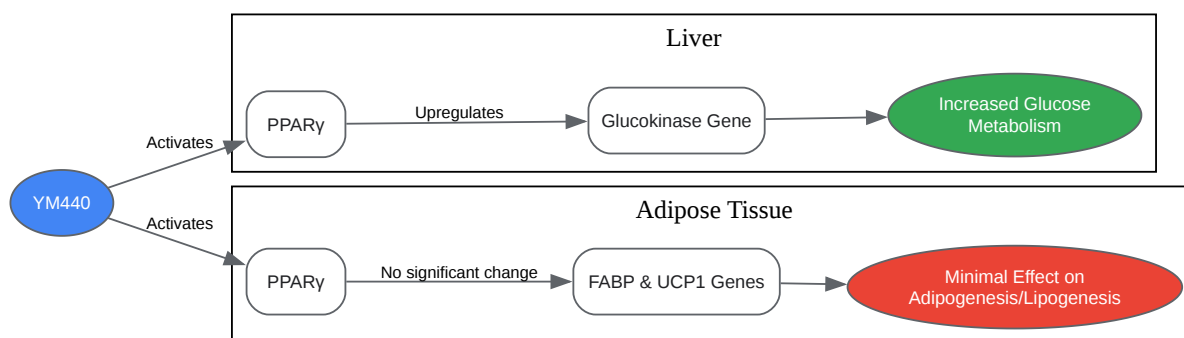 Liver
PPARγ
Upregulates
Glucokinase Gene
Increased Glucose
Metabolism
Activates
YM440
Activates
Adipose Tissue
PPARγ
No significant change
FABP & UCP1 Genes
Minimal Effect on
Adipogenesis/Lipogenesis